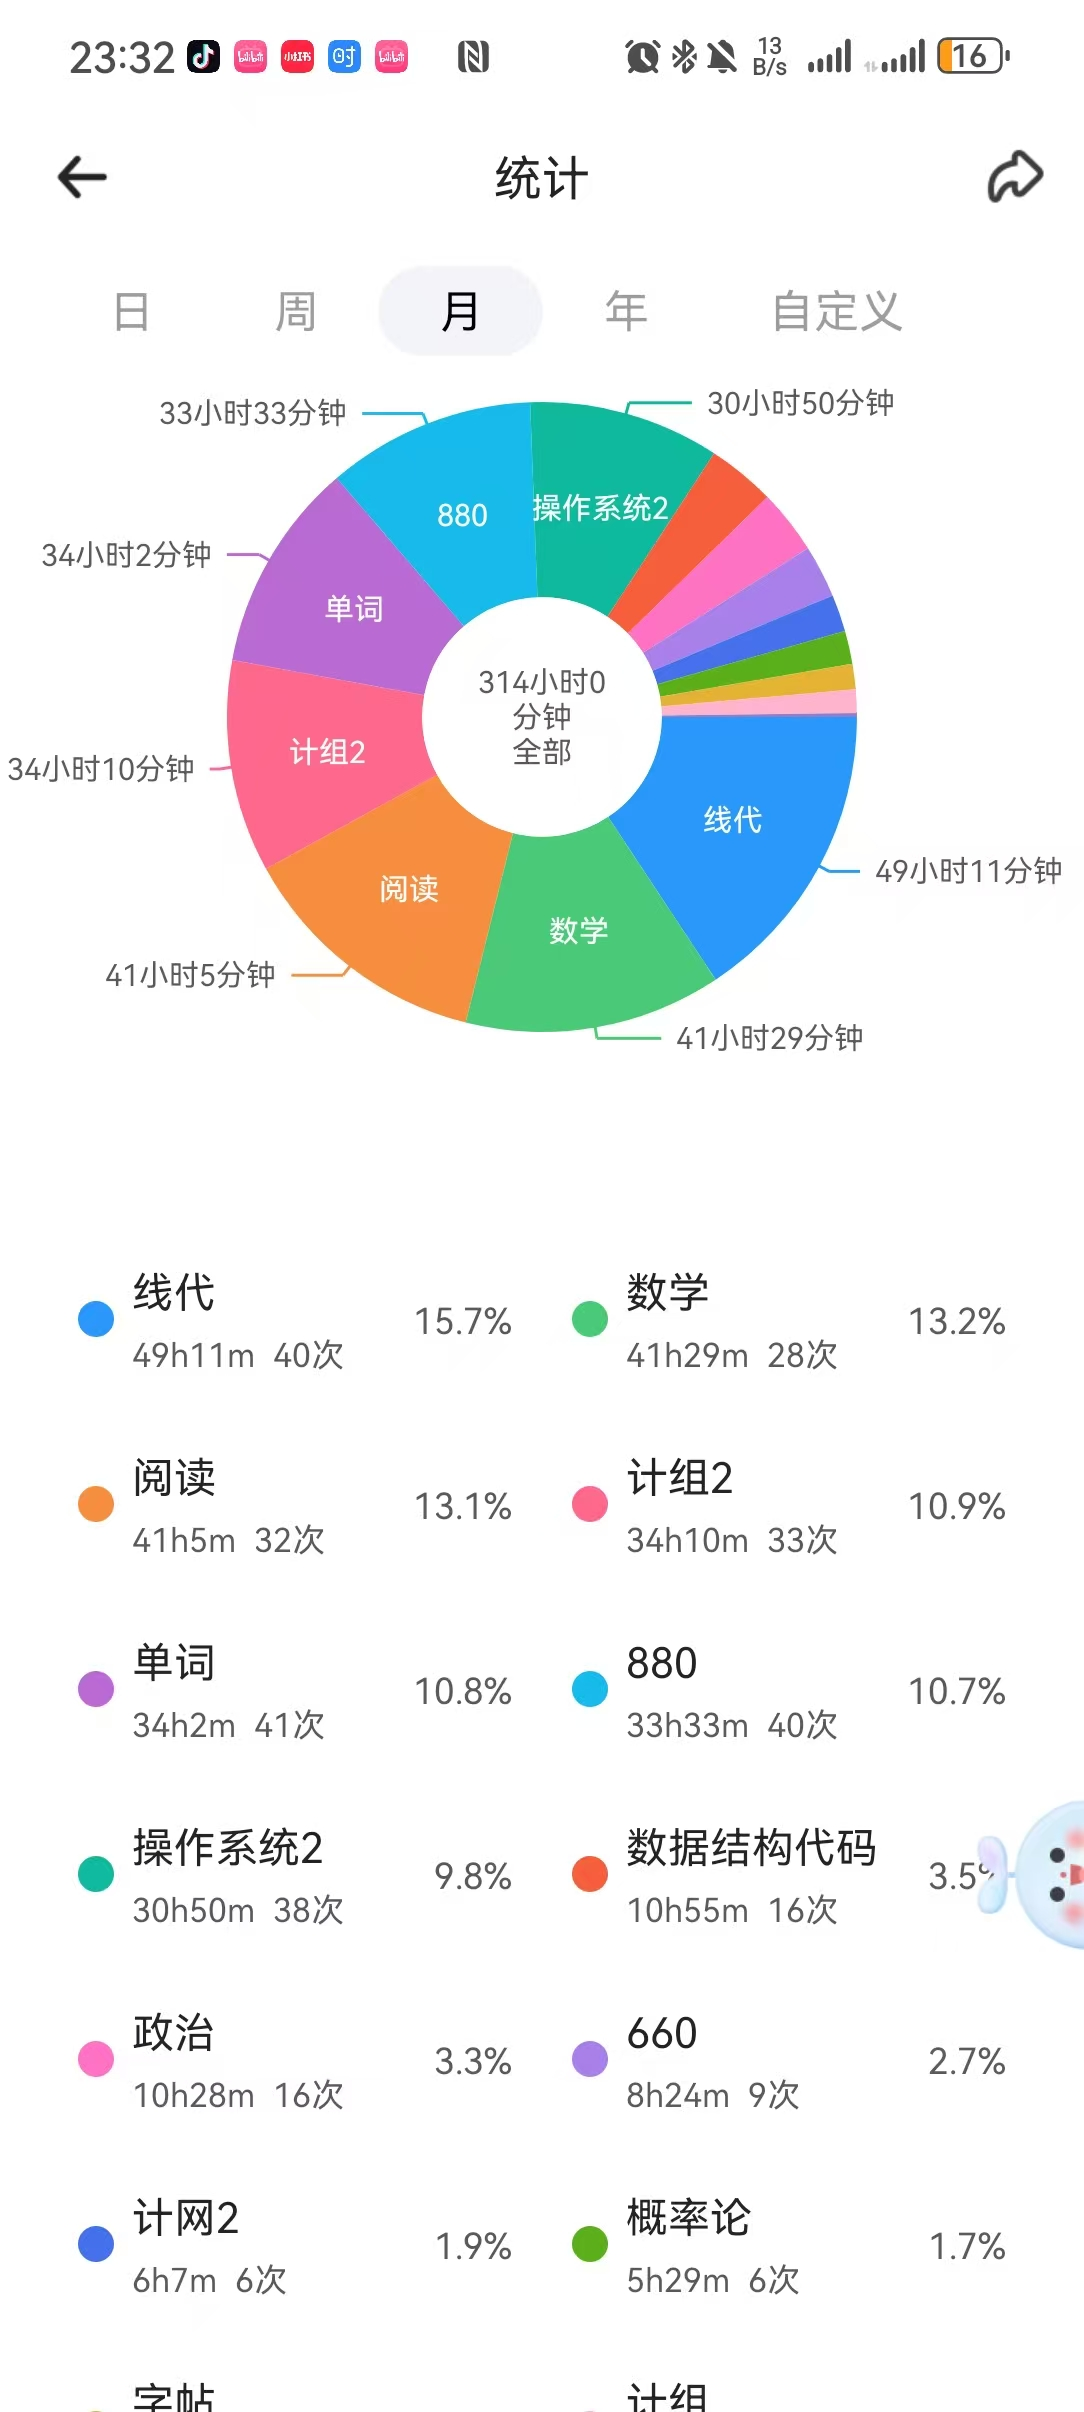 23:32
13
B/s
16
统计
日 周 月 年 自定义
33小时33分钟
30小时50分钟
880
操作系统2
34小时2分钟
单词
314小时0
分钟
全部
计组2
34小时10分钟
线代
49小时11分钟
阅读
数学
41小时5分钟
41小时29分钟
线代
49h11m 40次
15.7%
数学
41h29m 28次
13.2%
阅读
41h5m 32次
13.1%
计组2
34h10m 33次
10.9%
单词
34h2m 41次
10.8%
880
33h33m 40次
10.7%
操作系统2
30h50m 38次
9.8%
数据结构代码
10h55m 16次
3.5%
政治
10h28m 16次
3.3%
660
8h24m 9次
2.7%
计网2
6h7m 6次
1.9%
概率论
5h29m 6次
1.7%
字帖
计组